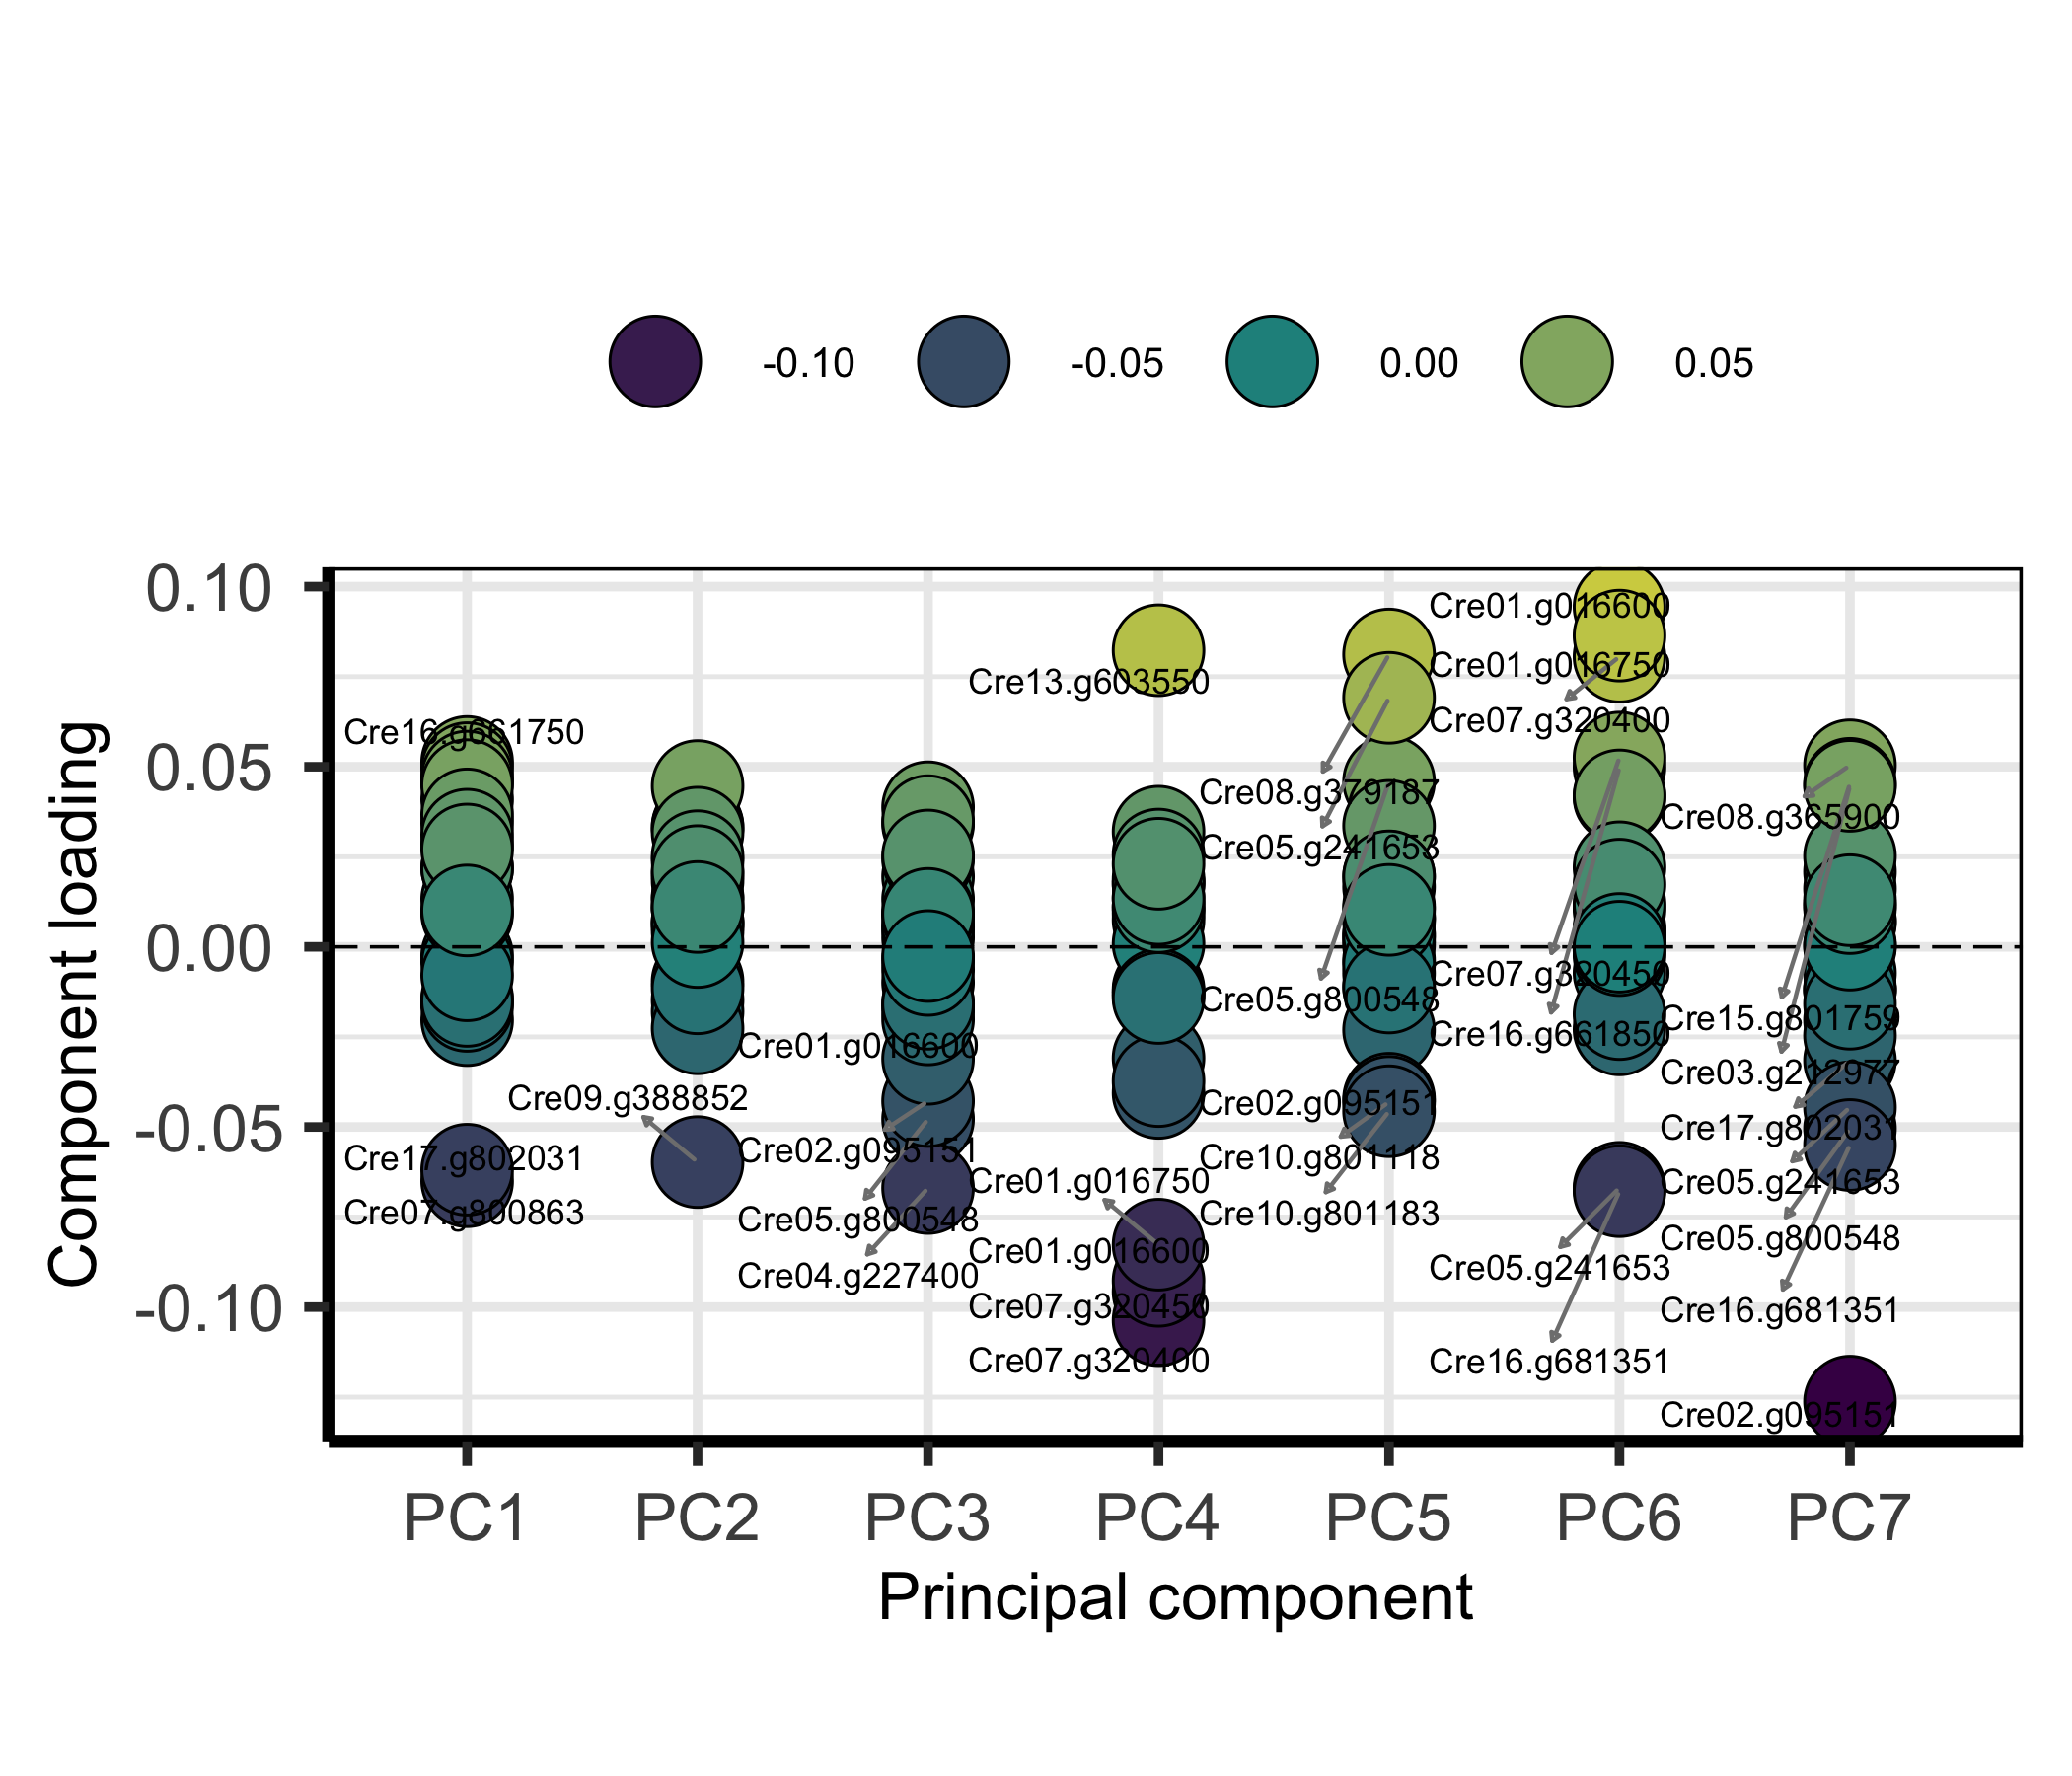 -0.10 -0.05 0.00 0.05
Component loading
0.10
0.05
0.00
-0.05
-0.10
Cre16.g661750
Cre17.g802031
Cre07.g800863
Cre09.g388852
Cre01.g016600
Cre02.g095151
Cre05.g800548
Cre04.g227400
Cre13.g603550
Cre01.g016750
Cre01.g016600
Cre07.g320450
Cre07.g320400
Cre08.g379187
Cre05.g241653
Cre05.g800548
Cre02.g095151
Cre10.g801118
Cre10.g801183
Cre01.g016600
Cre01.g016750
Cre07.g320400
Cre07.g320450
Cre16.g661850
Cre05.g241653
Cre16.g681351
Cre08.g365900
Cre15.g801759
Cre03.g212977
Cre17.g802031
Cre05.g241653
Cre05.g800548
Cre16.g681351
Cre02.g095151
PC1 PC2 PC3 PC4 PC5 PC6 PC7
Principal component